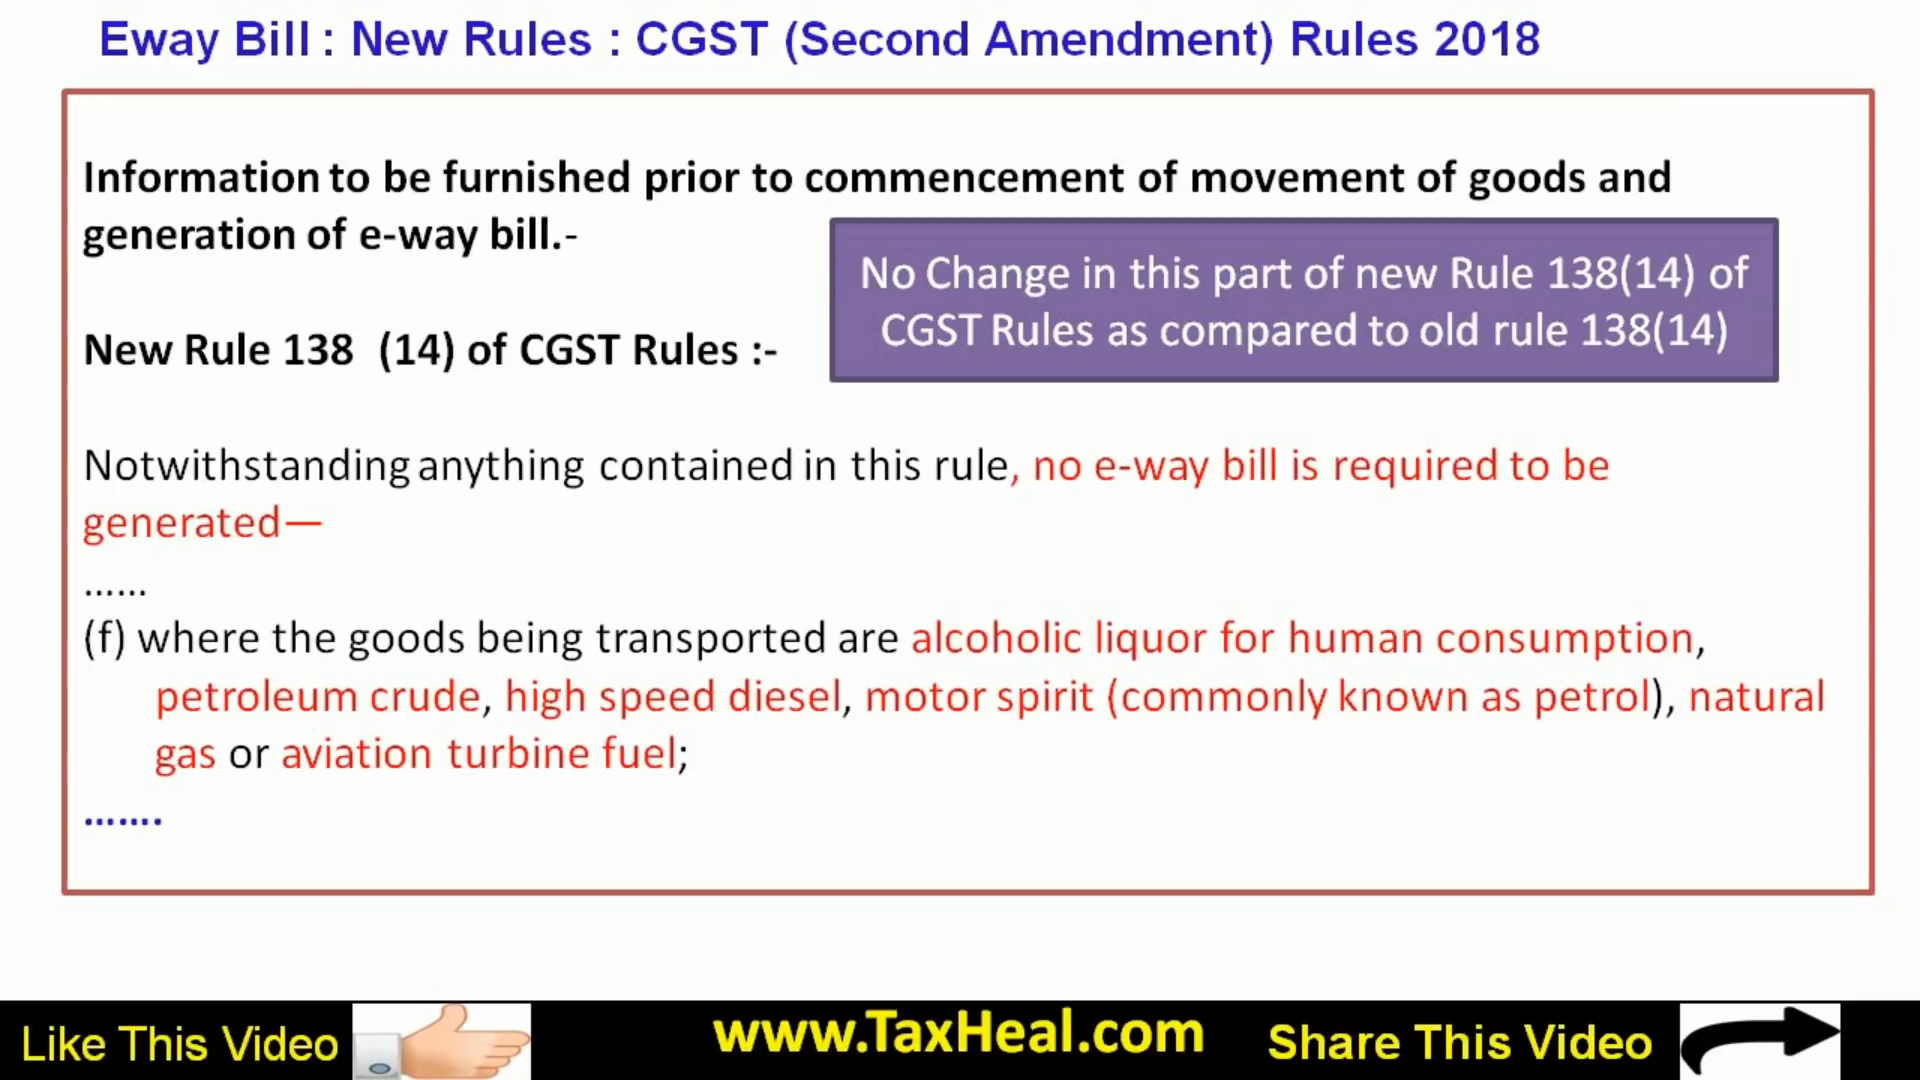 Eway Bill : New Rules : CGST (Second Amendment) Rules 2018
Information to be furnished prior to commencement of movement of goods and
generation of e-way bill.-
No Change in this part of new Rule 138(14) of
CGST Rules as compared to old rule 138(14)
New Rule 138 (14) of CGST Rules :-
Notwithstanding anything contained in this rule, no e-way bill is required to be
generated—
......
(f) where the goods being transported are alcoholic liquor for human consumption,
petroleum crude, high speed diesel, motor spirit (commonly known as petrol), natural
gas or aviation turbine fuel;
.......
Like This Video
www.TaxHeal.com
Share This Video